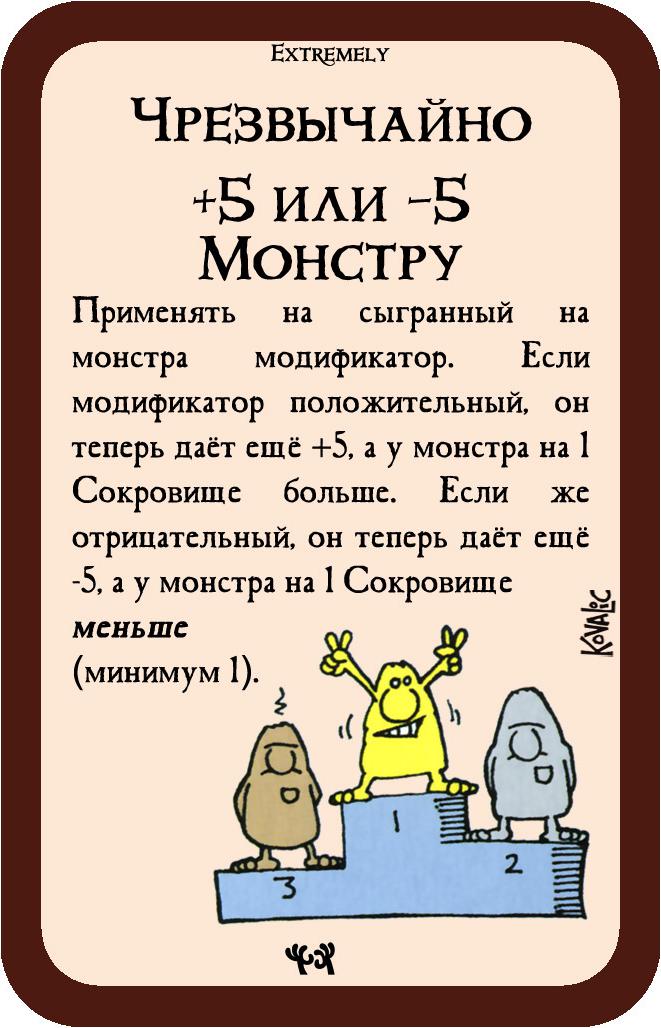 Extremely
Чрезвычайно
+5 или -5
Монстру
Применять на сыгранный на
монстра модификатор. Если
модификатор положительный, он
теперь даёт ещё +5, а у монстра на 1
Сокровище больше. Если же
отрицательный, он теперь даёт ещё
-5, а у монстра на 1 Сокровище
меньше
(минимум 1).
Kovalic
1
2
3